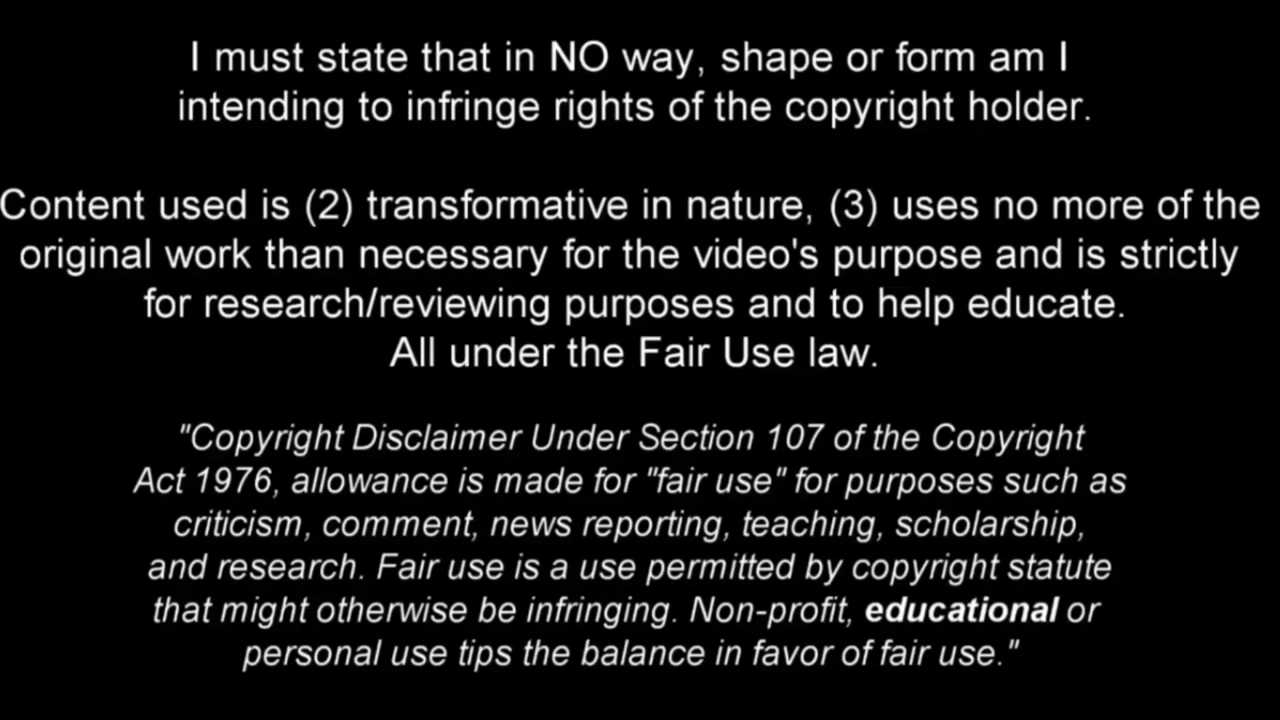 I must state that in NO way, shape or form am I
intending to infringe rights of the copyright holder.
Content used is (2) transformative in nature, (3) uses no more of the
original work than necessary for the video's purpose and is strictly
for research/reviewing purposes and to help educate.
All under the Fair Use law.
"Copyright Disclaimer Under Section 107 of the Copyright
Act 1976, allowance is made for "fair use" for purposes such as
criticism, comment, news reporting, teaching, scholarship,
and research. Fair use is a use permitted by copyright statute
that might otherwise be infringing. Non-profit, educational or
personal use tips the balance in favor of fair use."